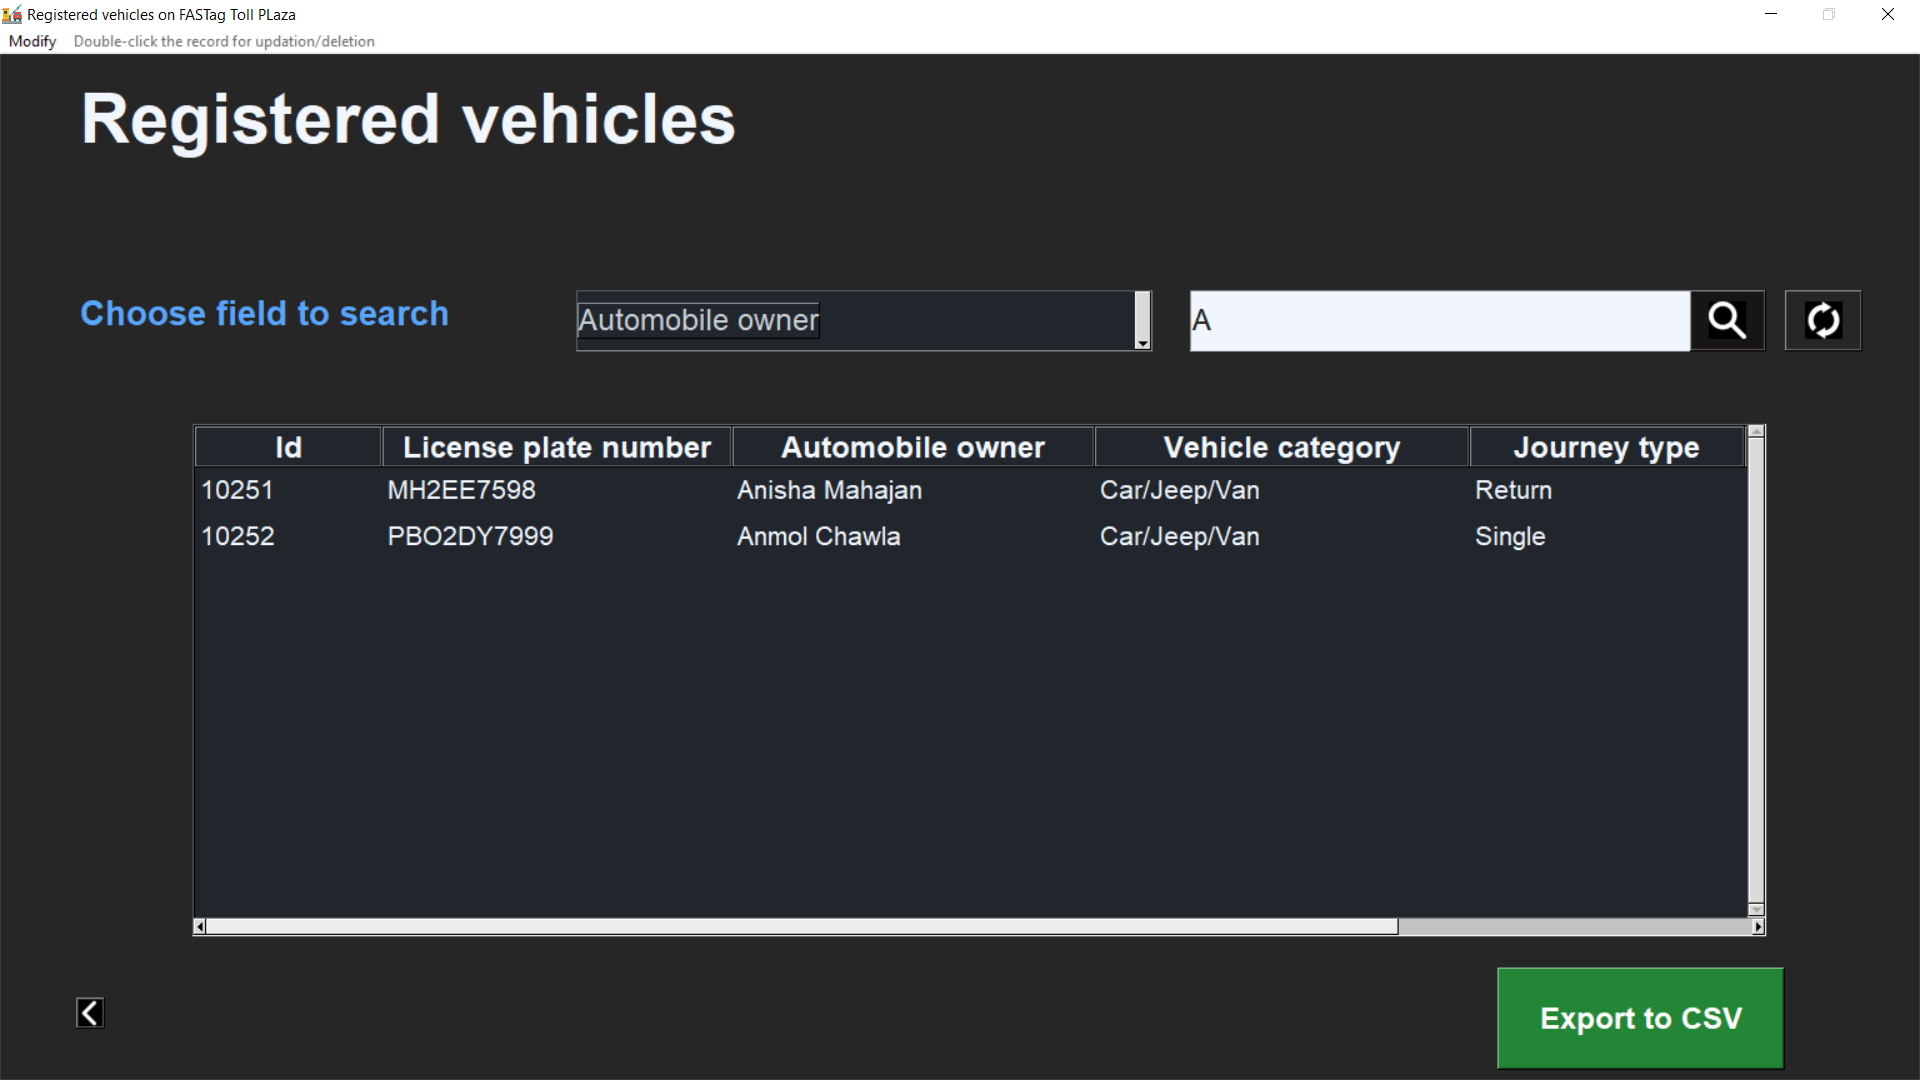 Registered vehicles on FASTag Toll PLaza
Modify Double-click the record for updation/deletion
Registered vehicles
Choose field to search Automobile owner A
Id License plate number Automobile owner Vehicle category Journey type
10251 MH2EE7598 Anisha Mahajan Car/Jeep/Van Return
10252 PBO2DY7999 Anmol Chawla Car/Jeep/Van Single
Export to CSV